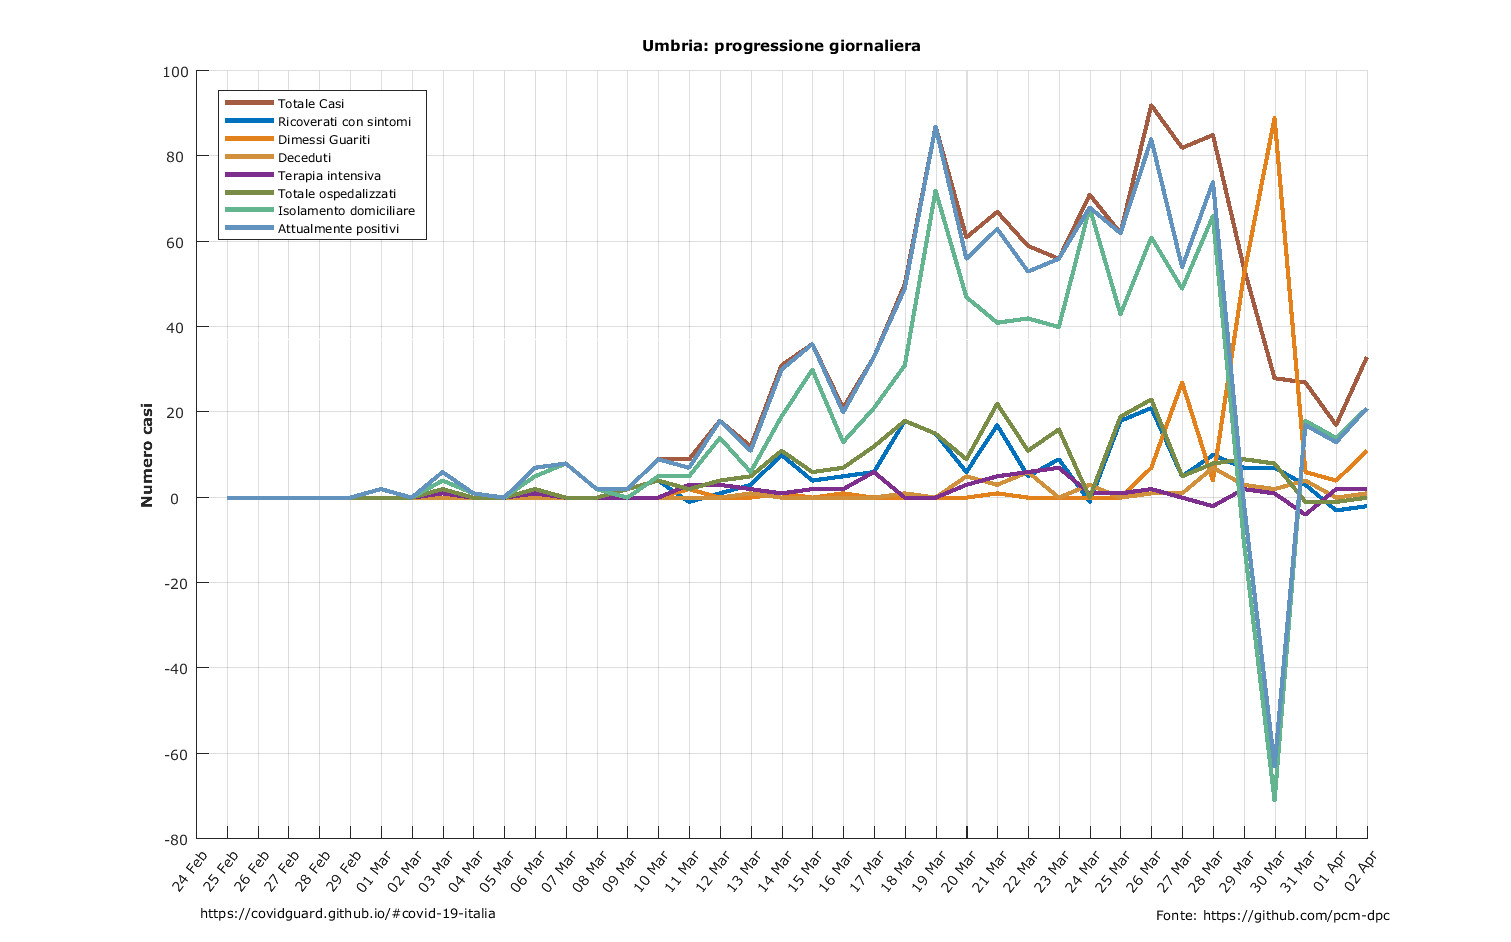 Umbria: progressione giornaliera
100
80
60
40
20
0
-20
-40
-60
-80
Numero casi
Totale Casi
Ricoverati con sintomi
Dimessi Guariti
Deceduti
Terapia intensiva
Totale ospedalizzati
Isolamento domiciliare
Attualmente positivi
24 Feb
25 Feb
26 Feb
27 Feb
28 Feb
29 Feb
01 Mar
02 Mar
03 Mar
04 Mar
05 Mar
06 Mar
07 Mar
08 Mar
09 Mar
10 Mar
11 Mar
12 Mar
13 Mar
14 Mar
15 Mar
16 Mar
17 Mar
18 Mar
19 Mar
20 Mar
21 Mar
22 Mar
23 Mar
24 Mar
25 Mar
26 Mar
27 Mar
28 Mar
29 Mar
30 Mar
31 Mar
01 Apr
02 Apr
https://covidguard.github.io/#covid-19-italia
Fonte: https://github.com/pcm-dpc